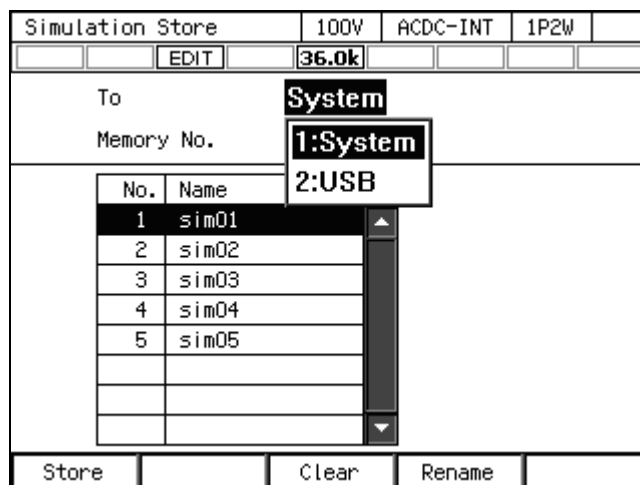 Simulation Store 100V ACDC-INT 1P2W
EDIT 36.0k
To System
Memory No. 1:System
2:USB
No. Name
1 sim01
2 sim02
3 sim03
4 sim04
5 sim05
Store Clear Rename